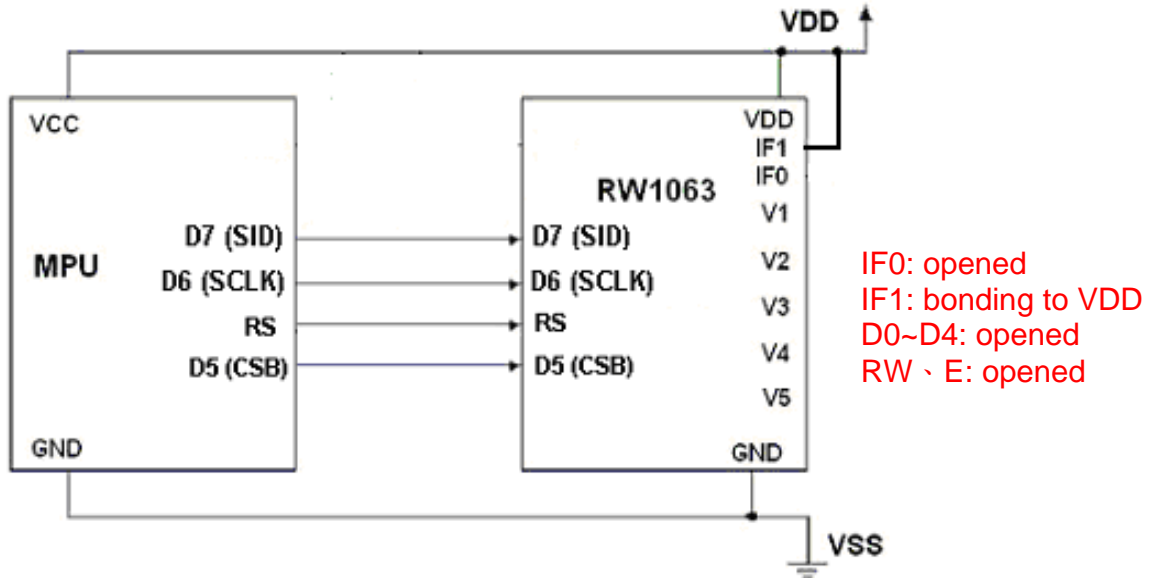 VDD
VCC
MPU
D7 (SID)
D6 (SCLK)
RS
D5 (CSB)
GND
RW1063
D7 (SID)
D6 (SCLK)
RS
D5 (CSB)
VDD
IF1
IF0
V1
V2
V3
V4
V5
GND
VSS
IF0: opened
IF1: bonding to VDD
D0~D4: opened
RW、E: opened